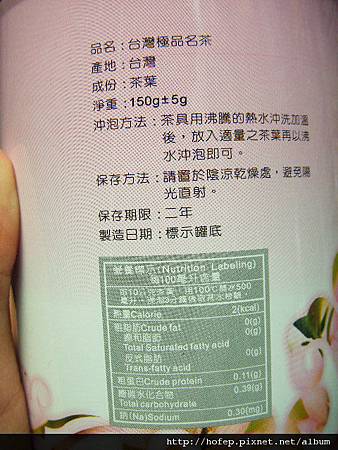 品名：台灣極品名茶
產地：台灣
成份：茶葉
淨重：150g±5g
沖泡方法：茶具用沸騰的熱水沖洗加溫
後，放入適量之茶葉再以沸
水沖泡即可。
保存方法：請置於陰涼乾燥處，避免陽
光直射。
保存期限：二年
製造日期：標示罐底
營養標示(Nutrition Labeling)
每100毫升含量
熱量Calorie 2(kcal)
粗脂肪Crude fat 0(g)
飽和脂肪 0(g)
Total Saturated fatty acid
反式脂肪 0(g)
Trans-fatty acid
粗蛋白Crude protein 0.11(g)
總碳水化合物 0.39(g)
Total carbohydrate
鈉(Na)Sodium 0.30(mg)
http://hofep.pixnet.net/album